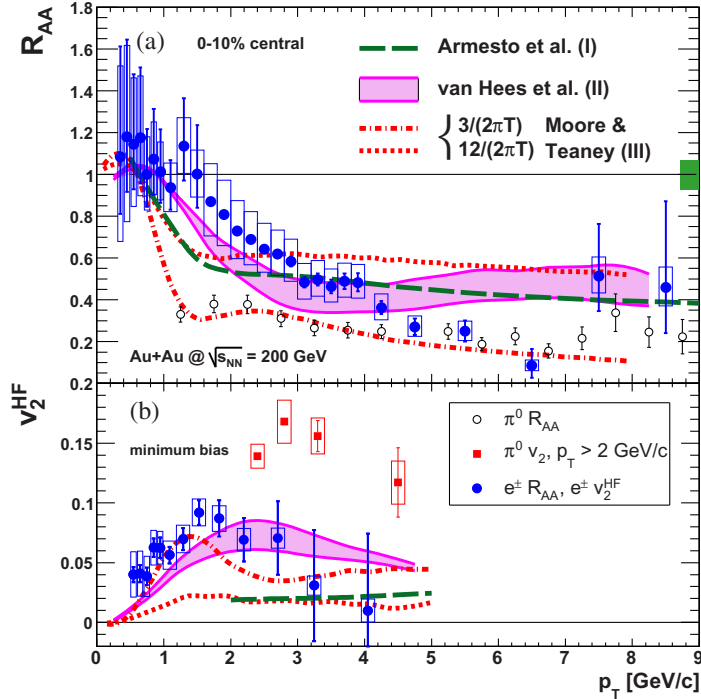 R_AA
1.8
1.6
1.4
1.2
1
0.8
0.6
0.4
0.2
(a)
0-10% central
Armesto et al. (I)
van Hees et al. (II)
3/(2πT) Moore &
12/(2πT) Teaney (III)
Au+Au @ √s_NN = 200 GeV
v_2^HF
0.2
0.15
0.1
0.05
0
(b)
minimum bias
π^0 R_AA
π^0 v_2, p_T > 2 GeV/c
e^± R_AA, e^± v_2^HF
0 1 2 3 4 5 6 7 8 9
p_T [GeV/c]